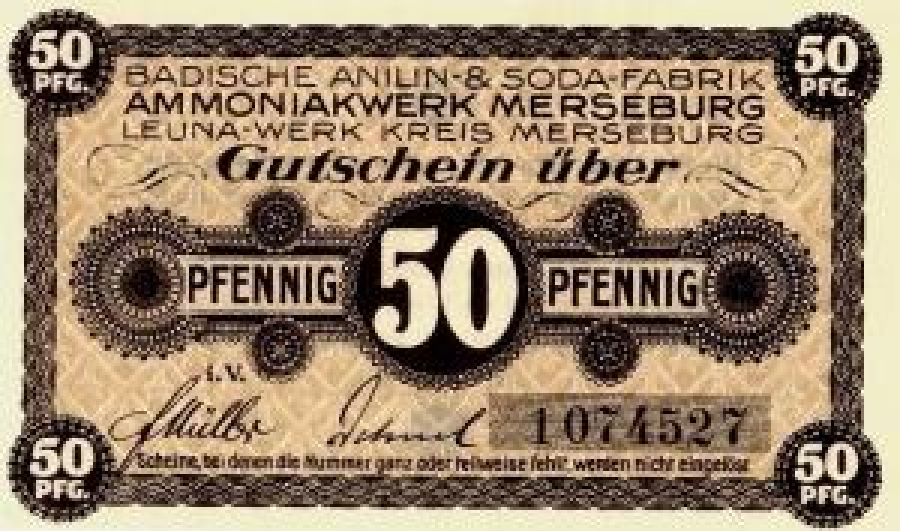 50 PFG. 50 PFG.
BADISCHE ANILIN-& SODA-FABRIK
AMMONIAKWERK MERSEBURG
LEUNA-WERK KREIS MERSEBURG
Gutschein über
PFENNIG 50 PFENNIG
i.V.
Müller
1074527
Scheine, bei denen die Nummer ganz oder teilweise fehlt, werden nicht eingelöst
50 PFG. 50 PFG.